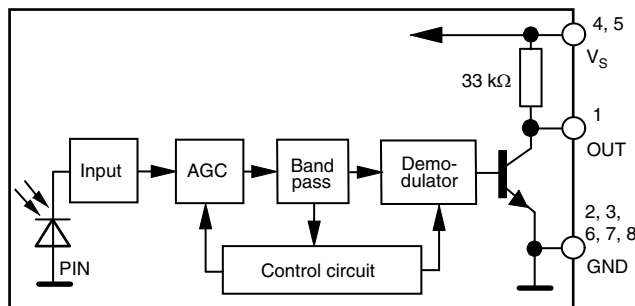 4, 5
V_S
33 kΩ
1
OUT
Input
AGC
Band
pass
Demo-
dulator
2, 3,
6, 7, 8
GND
PIN
Control circuit